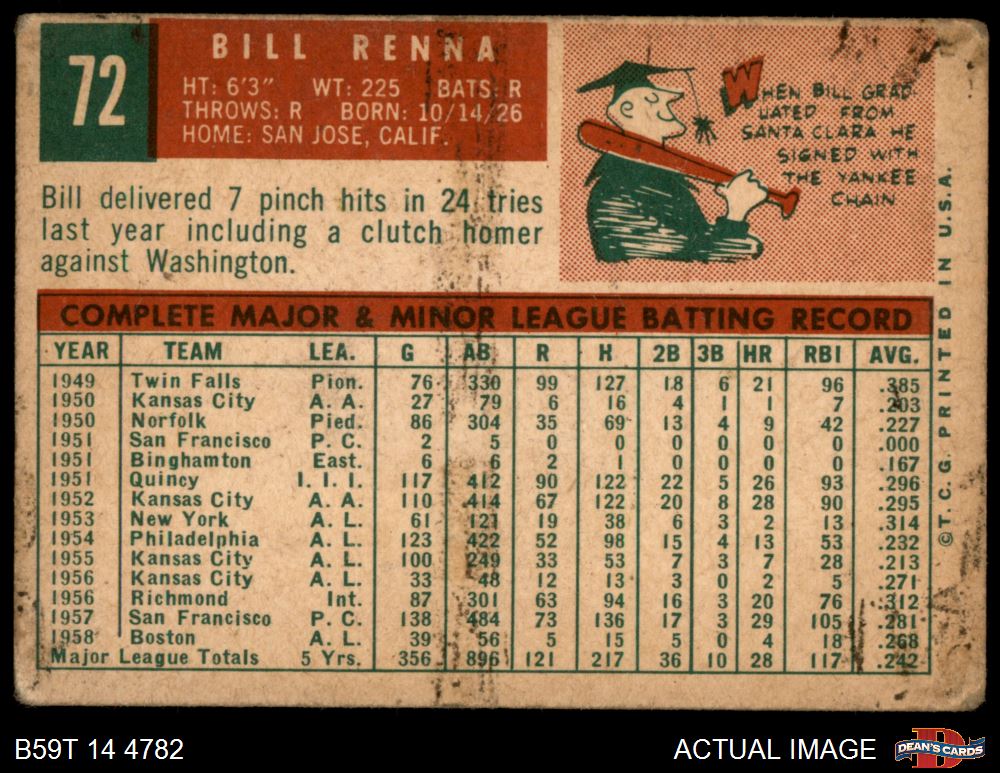 72
BILL RENNA
HT: 6'3" WT: 225 BATS: R
THROWS: R BORN: 10/14/26
HOME: SAN JOSE, CALIF.
WHEN BILL GRAD-
UATED FROM
SANTA CLARA HE
SIGNED WITH
THE YANKEE
CHAIN
Bill delivered 7 pinch hits in 24 tries
last year including a clutch homer
against Washington.
COMPLETE MAJOR & MINOR LEAGUE BATTING RECORD
YEAR TEAM LEA. G AB R H 2B 3B HR RBI AVG.
1949 Twin Falls Pion. 76 330 99 127 18 6 21 96 .385
1950 Kansas City A. A. 27 79 6 16 4 1 1 7 .203
1950 Norfolk Pied. 86 304 35 69 13 4 9 42 .227
1951 San Francisco P. C. 2 5 0 0 0 0 0 0 .000
1951 Binghamton East. 6 6 2 1 0 0 0 0 .167
1951 Quincy I. I. I. 117 412 90 122 22 5 26 93 .296
1952 Kansas City A. A. 110 414 67 122 20 8 28 90 .295
1953 New York A. L. 61 121 19 38 6 3 2 13 .314
1954 Philadelphia A. L. 123 422 52 98 15 4 13 53 .232
1955 Kansas City A. L. 100 249 33 53 7 3 7 28 .213
1956 Kansas City A. L. 33 48 12 13 3 0 2 5 .271
1956 Richmond Int. 87 301 63 94 16 3 20 76 .312
1957 San Francisco P. C. 138 484 73 136 17 3 29 105 .281
1958 Boston A. L. 39 56 5 15 5 0 4 18 .268
Major League Totals 5 Yrs. 356 896 121 217 36 10 28 117 .242
©T. C. G. PRINTED IN U.S.A.
B59T 14 4782
ACTUAL IMAGE
D
DEAN'S CARDS